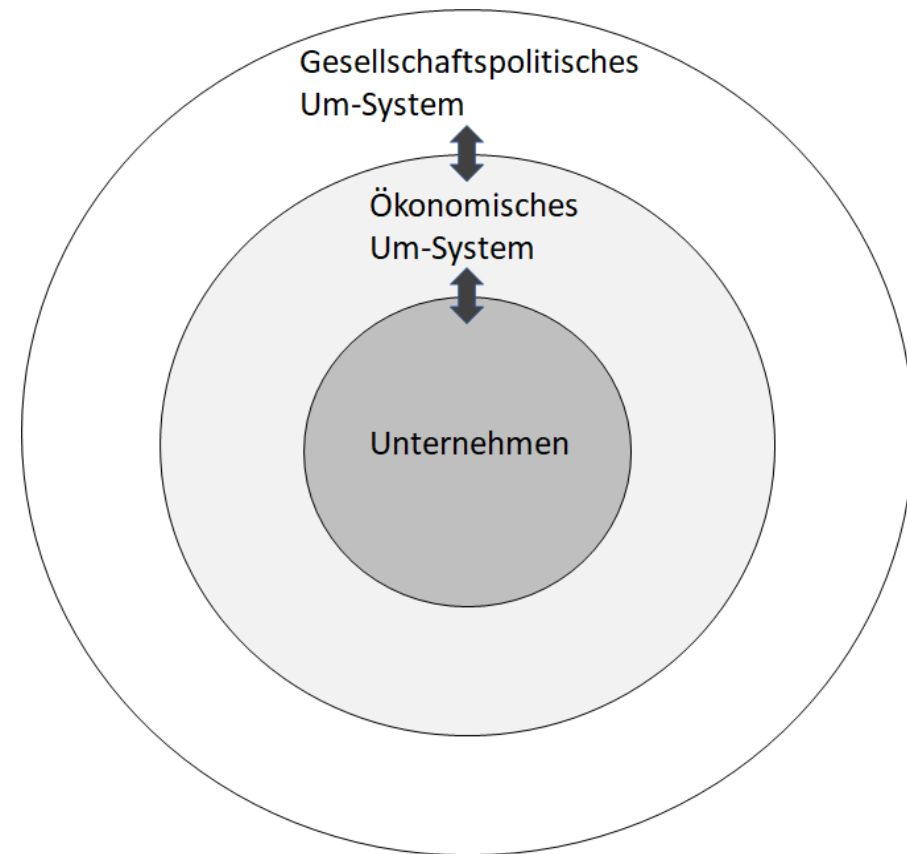 Gesellschaftspolitisches
Um-System
Ökonomisches
Um-System
Unternehmen